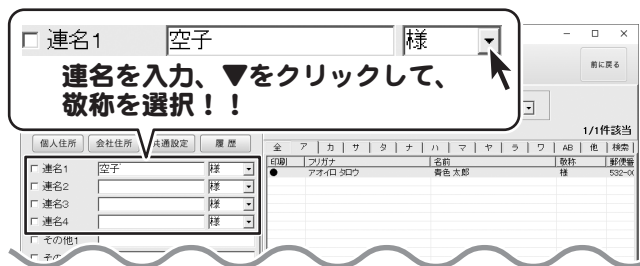 連名1 空子 様
連名を入力、▼をクリックして、
敬称を選択！！
前に戻る
1/1件該当
個人住所 会社住所 共通設定 履歴
全 ア カ サ タ ナ ハ マ ヤ ラ ワ AB 他 検索
印刷 フリガナ 名前 敬称 郵便番
● アオイロ タロウ 青色 太郎 様 532-00
連名1 空子 様
連名2 様
連名3 様
連名4 様
その他1